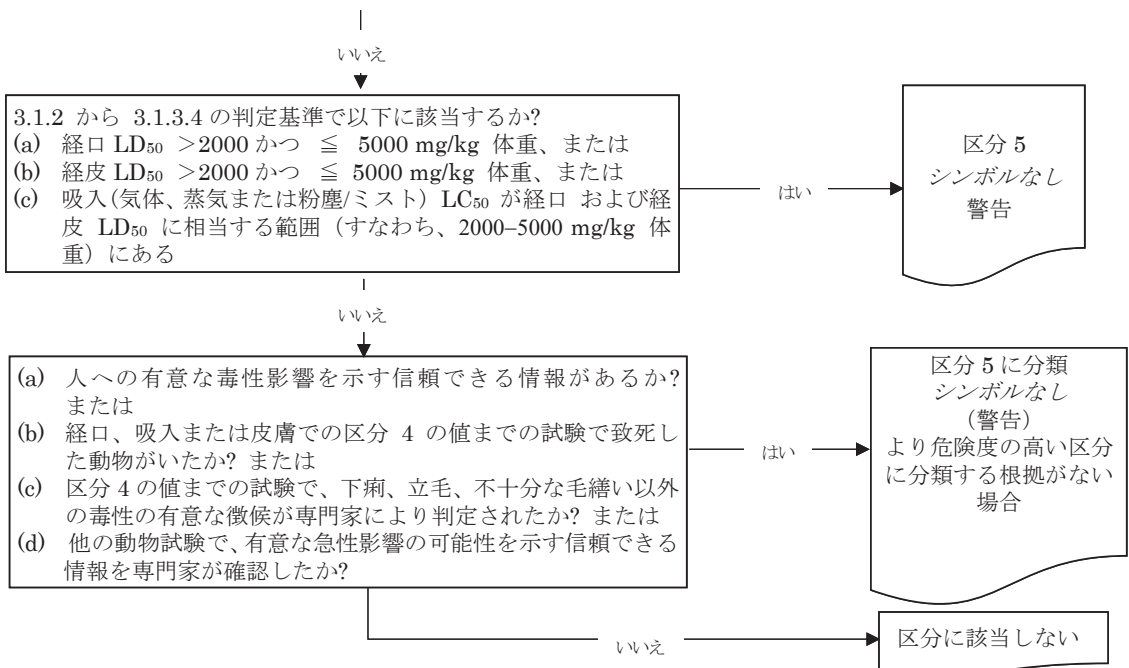 いいえ
3.1.2 から 3.1.3.4 の判定基準で以下に該当するか?
(a) 経口 LD50 >2000 かつ ≦ 5000 mg/kg 体重、または
(b) 経皮 LD50 >2000 かつ ≦ 5000 mg/kg 体重、または
(c) 吸入(気体、蒸気または粉塵/ミスト) LC50 が経口 および経
皮 LD50 に相当する範囲（すなわち、2000–5000 mg/kg 体
重）にある
はい
区分 5
シンボルなし
警告
いいえ
(a) 人への有意な毒性影響を示す信頼できる情報があるか?
または
(b) 経口、吸入または皮膚での区分 4 の値までの試験で致死し
た動物がいたか? または
(c) 区分 4 の値までの試験で、下痢、立毛、不十分な毛繕い以外
の毒性の有意な徴候が専門家により判定されたか? または
(d) 他の動物試験で、有意な急性影響の可能性を示す信頼できる
情報を専門家が確認したか?
はい
区分 5 に分類
シンボルなし
(警告)
より危険度の高い区分
に分類する根拠がない
場合
いいえ
区分に該当しない